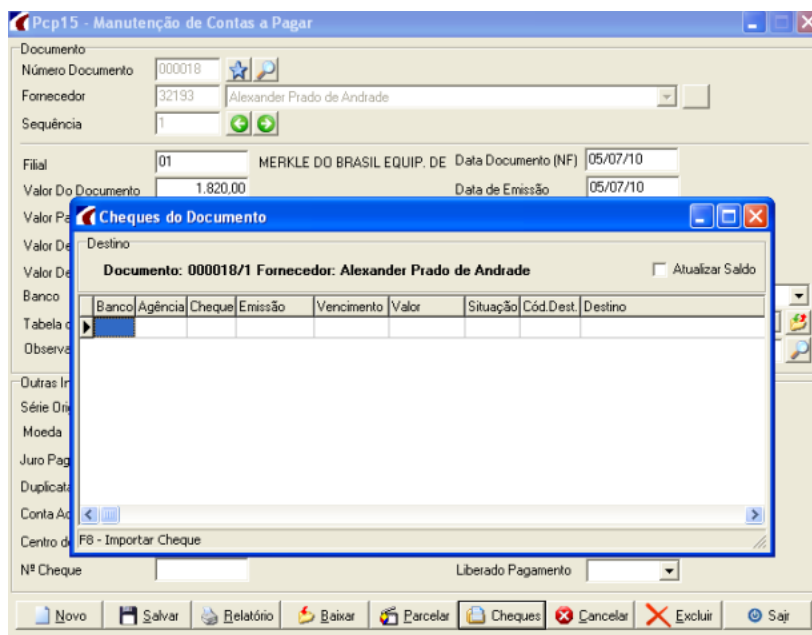 Pcp15 - Manutenção de Contas a Pagar
Documento
Número Documento 000018
Fornecedor 32193 Alexander Prado de Andrade
Sequência 1
Filial 01 MERKLE DO BRASIL EQUIP. DE Data Documento (NF) 05/07/10
Valor Do Documento 1.820,00 Data de Emissão 05/07/10
Valor Pa
Cheques do Documento
Valor De
Destino
Documento: 000018/1 Fornecedor: Alexander Prado de Andrade Atualizar Saldo
Valor De
Banco
Banco Agência Cheque Emissão Vencimento Valor Situação Cód.Dest. Destino
Tabela d
Observa
Outras In
Série Orig
Moeda
Juro Pag
Duplicata
Conta Ad
Centro de
F8 - Importar Cheque
Nº Cheque Liberado Pagamento
Novo Salvar Relatório Baixar Parcelar Cheques Cancelar Excluir Sair